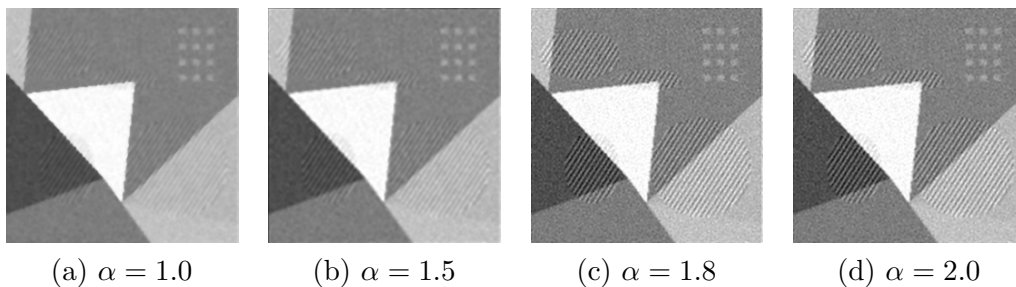 (a) α = 1.0
(b) α = 1.5
(c) α = 1.8
(d) α = 2.0